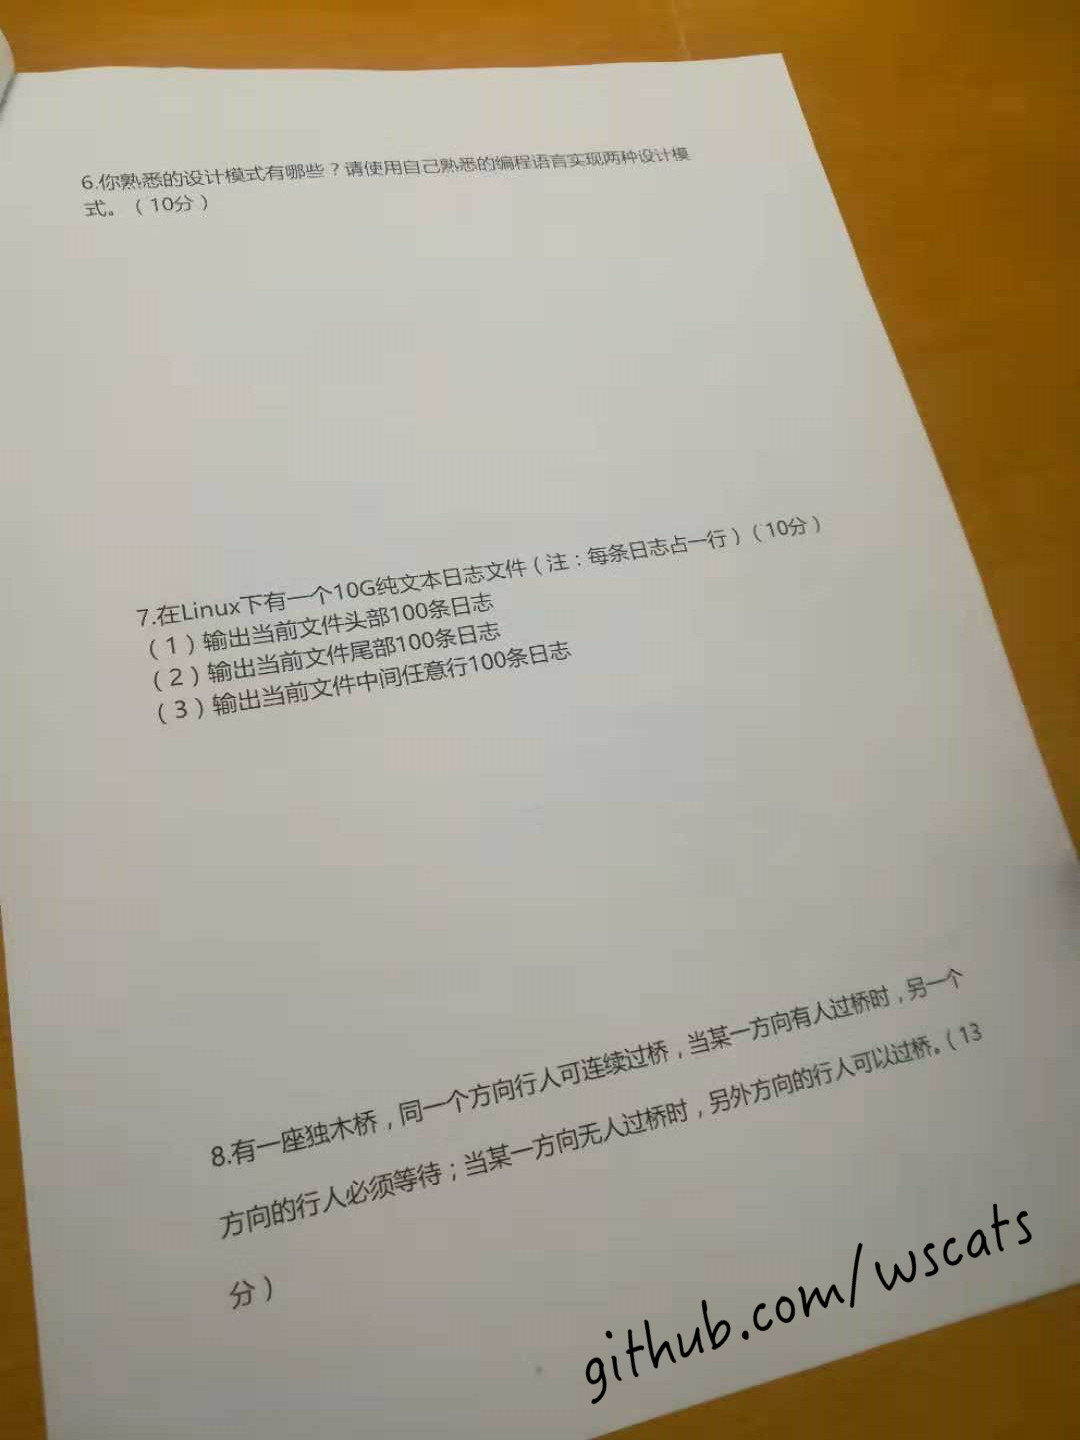 6.你熟悉的设计模式有哪些？请使用自己熟悉的编程语言实现两种设计模
式。（10分）
7.在Linux下有一个10G纯文本日志文件（注：每条日志占一行）（10分）
（1）输出当前文件头部100条日志
（2）输出当前文件尾部100条日志
（3）输出当前文件中间任意行100条日志
8.有一座独木桥，同一个方向行人可连续过桥，当某一方向有人过桥时，另一个
方向的行人必须等待；当某一方向无人过桥时，另外方向的行人可以过桥。（13
分）
github.com/wscats